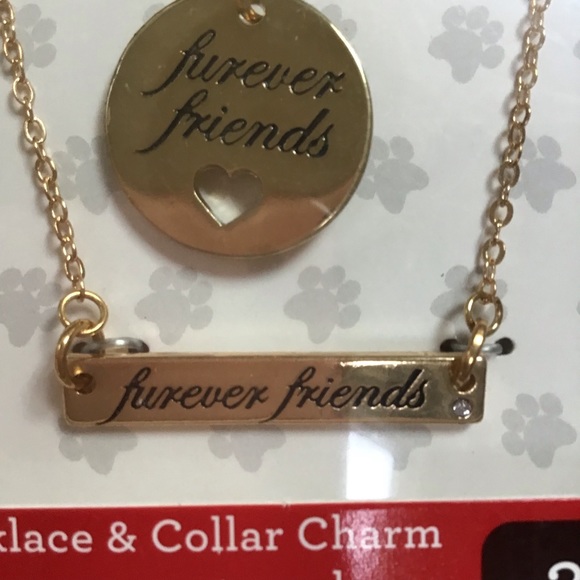 furever
friends
furever friends
klace & Collar Charm